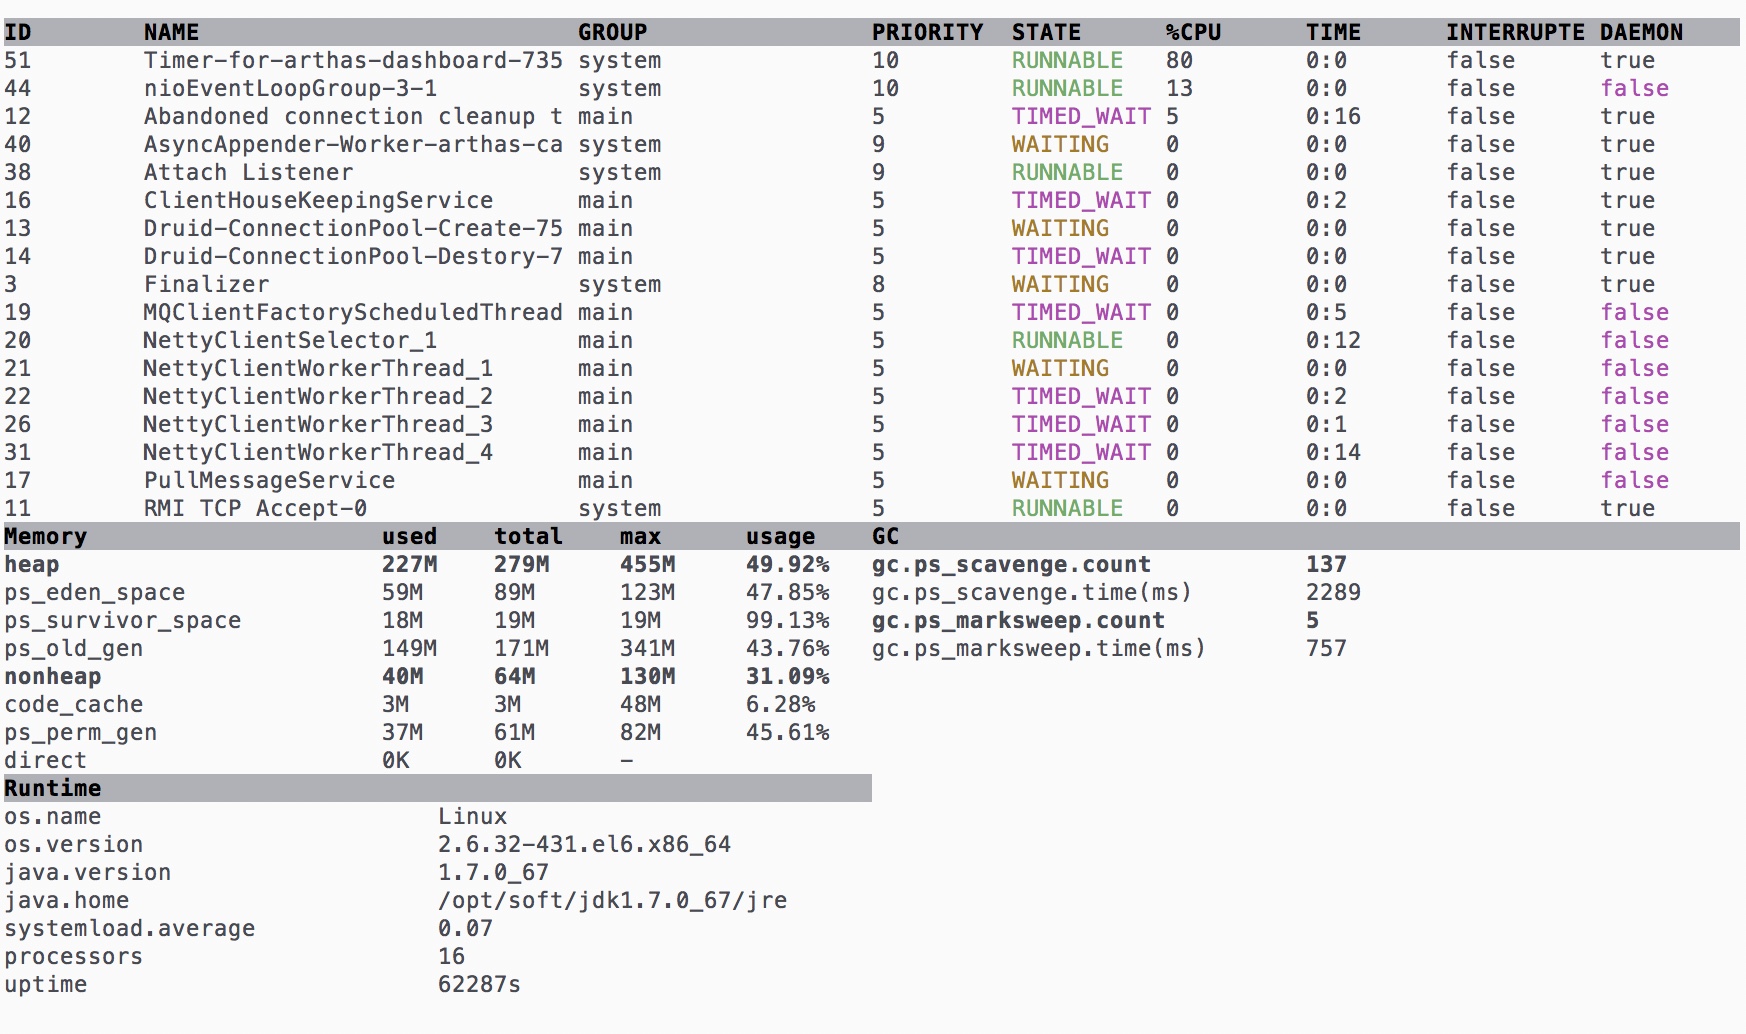 ID NAME GROUP PRIORITY STATE %CPU TIME INTERRUPTE DAEMON
51 Timer-for-arthas-dashboard-735 system 10 RUNNABLE 80 0:0 false true
44 nioEventLoopGroup-3-1 system 10 RUNNABLE 13 0:0 false false
12 Abandoned connection cleanup t main 5 TIMED_WAIT 5 0:16 false true
40 AsyncAppender-Worker-arthas-ca system 9 WAITING 0 0:0 false true
38 Attach Listener system 9 RUNNABLE 0 0:0 false true
16 ClientHouseKeepingService main 5 TIMED_WAIT 0 0:2 false true
13 Druid-ConnectionPool-Create-75 main 5 WAITING 0 0:0 false true
14 Druid-ConnectionPool-Destory-7 main 5 TIMED_WAIT 0 0:0 false true
3 Finalizer system 8 WAITING 0 0:0 false true
19 MQClientFactoryScheduledThread main 5 TIMED_WAIT 0 0:5 false false
20 NettyClientSelector_1 main 5 RUNNABLE 0 0:12 false false
21 NettyClientWorkerThread_1 main 5 WAITING 0 0:0 false false
22 NettyClientWorkerThread_2 main 5 TIMED_WAIT 0 0:2 false false
26 NettyClientWorkerThread_3 main 5 TIMED_WAIT 0 0:1 false false
31 NettyClientWorkerThread_4 main 5 TIMED_WAIT 0 0:14 false false
17 PullMessageService main 5 WAITING 0 0:0 false false
11 RMI TCP Accept-0 system 5 RUNNABLE 0 0:0 false true
Memory used total max usage GC
heap 227M 279M 455M 49.92% gc.ps_scavenge.count 137
ps_eden_space 59M 89M 123M 47.85% gc.ps_scavenge.time(ms) 2289
ps_survivor_space 18M 19M 19M 99.13% gc.ps_marksweep.count 5
ps_old_gen 149M 171M 341M 43.76% gc.ps_marksweep.time(ms) 757
nonheap 40M 64M 130M 31.09%
code_cache 3M 3M 48M 6.28%
ps_perm_gen 37M 61M 82M 45.61%
direct 0K 0K -
Runtime
os.name Linux
os.version 2.6.32-431.el6.x86_64
java.version 1.7.0_67
java.home /opt/soft/jdk1.7.0_67/jre
systemload.average 0.07
processors 16
uptime 62287s